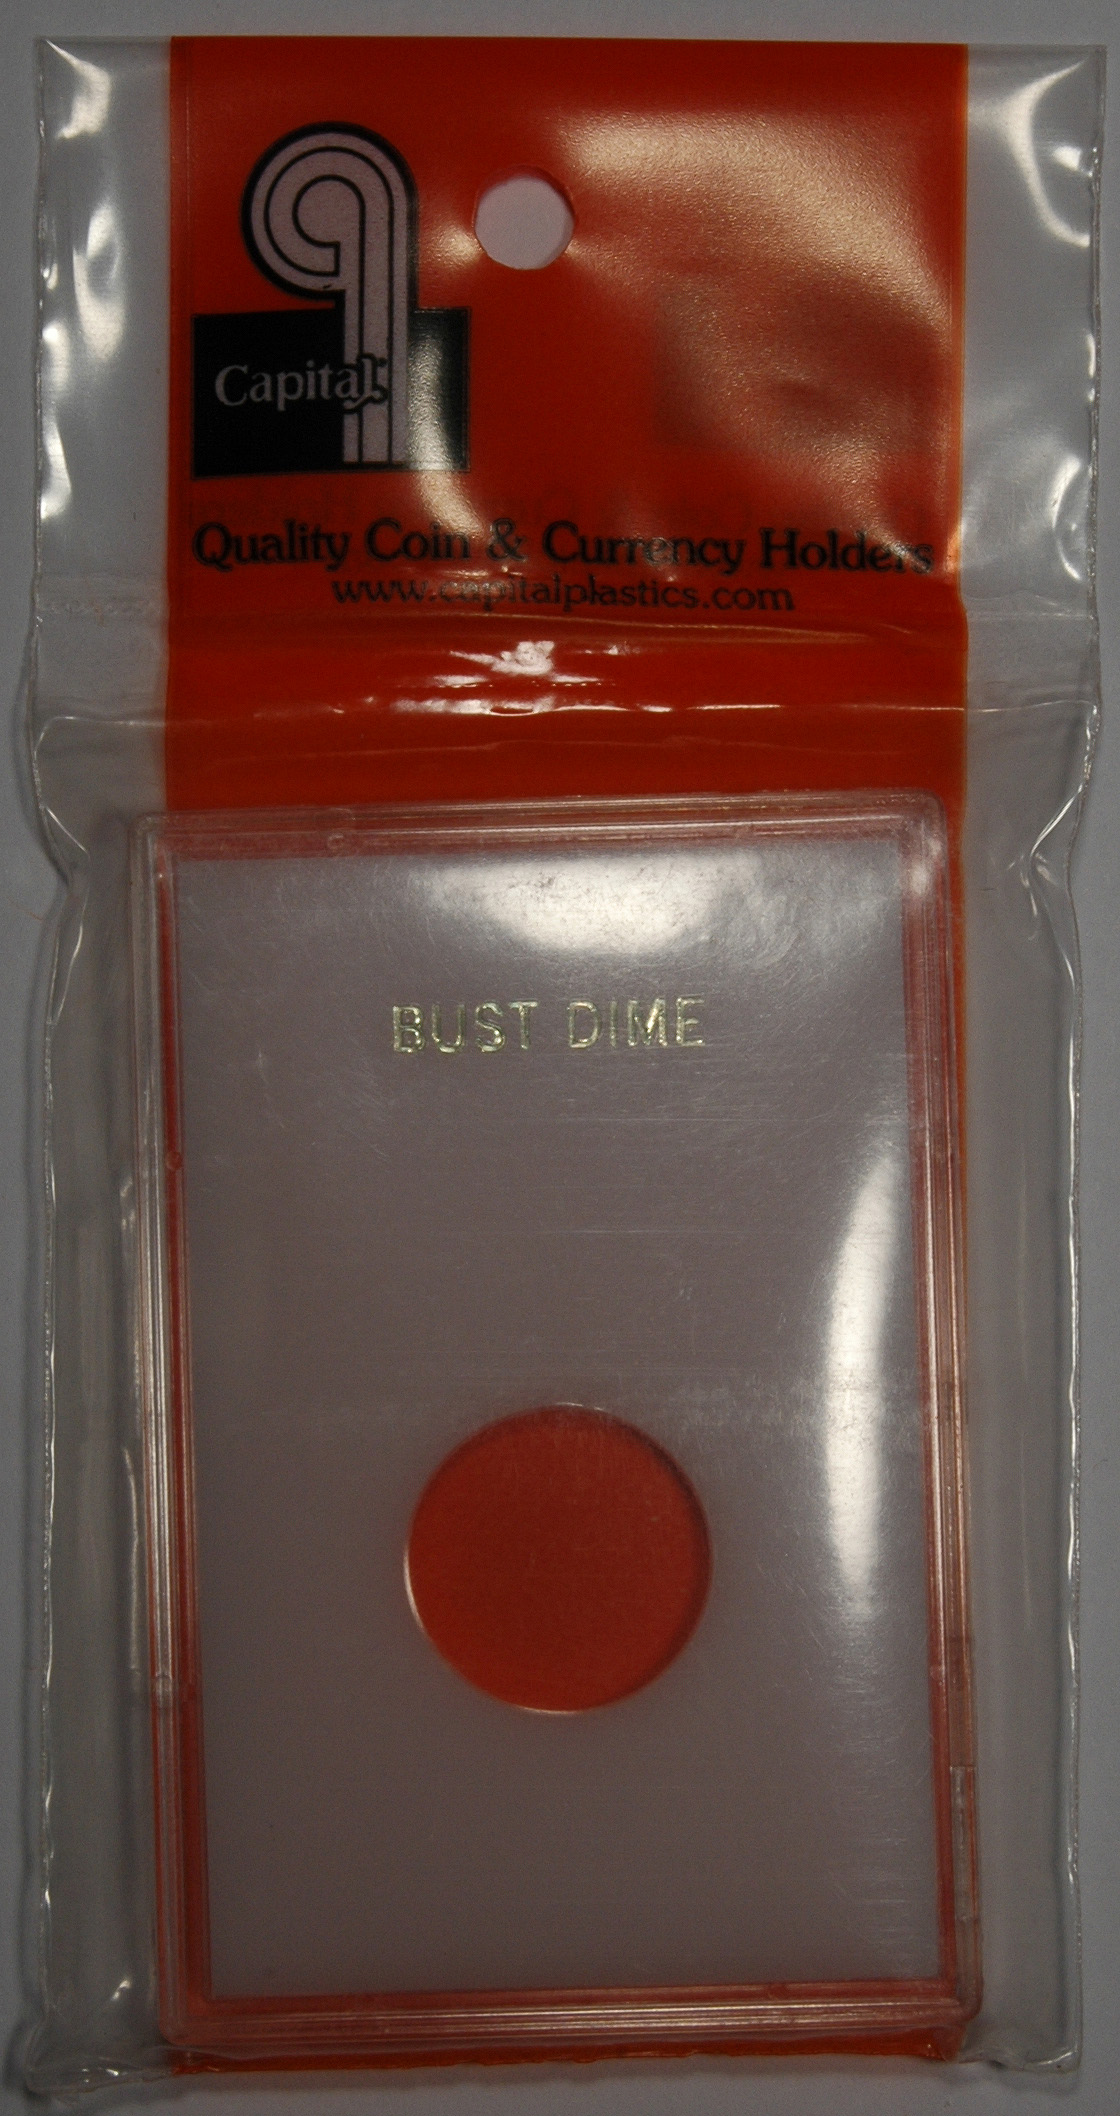 Capital®
Quality Coin & Currency Holders
www.capitalplastics.com
BUST DIME